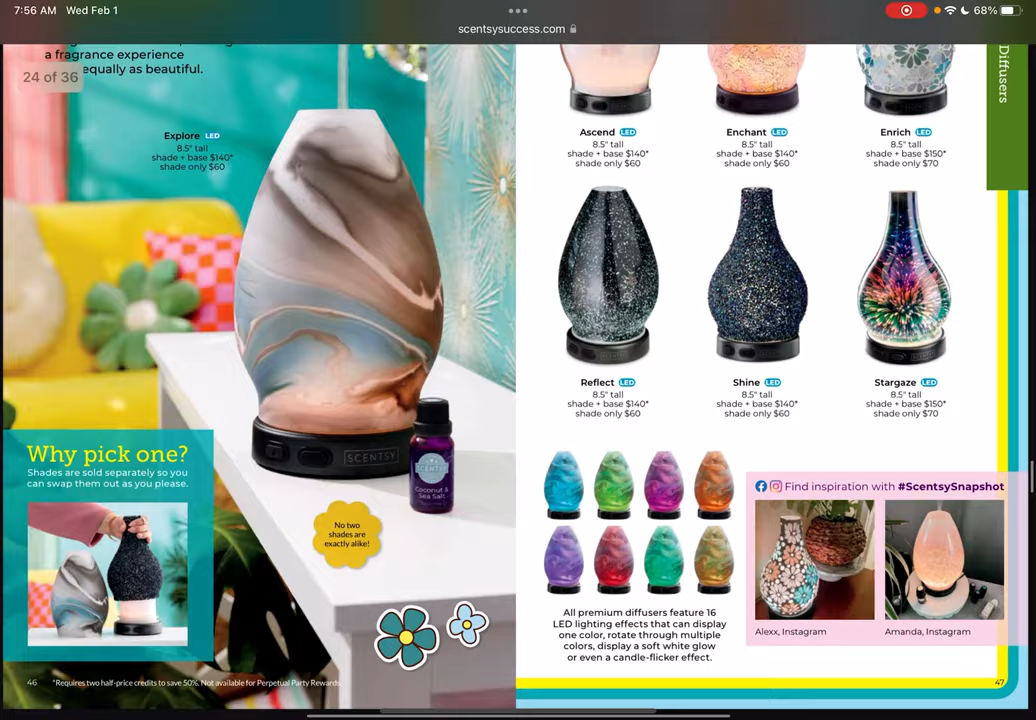 7:56 AM Wed Feb 1
68%
scentsysuccess.com
a fragrance experience
equally as beautiful.
24 of 36
Explore LED
8.5" tall
shade + base $140*
shade only $60
SCENTSY
SCENTSY
Coconut &
Sea Salt
Why pick one?
Shades are sold separately so you
can swap them out as you please.
No two
shades are
exactly alike!
46
*Requires two half-price credits to save 50%. Not available for Perpetual Party Rewards.
Diffusers
Ascend LED
8.5" tall
shade + base $140*
shade only $60
Enchant LED
8.5" tall
shade + base $140*
shade only $60
Enrich LED
8.5" tall
shade + base $150*
shade only $70
Reflect LED
8.5" tall
shade + base $140*
shade only $60
Shine LED
8.5" tall
shade + base $140*
shade only $60
Stargaze LED
8.5" tall
shade + base $150*
shade only $70
All premium diffusers feature 16
LED lighting effects that can display
one color, rotate through multiple
colors, display a soft white glow
or even a candle-flicker effect.
Find inspiration with #ScentsySnapshot
Alexx, Instagram
Amanda, Instagram
47